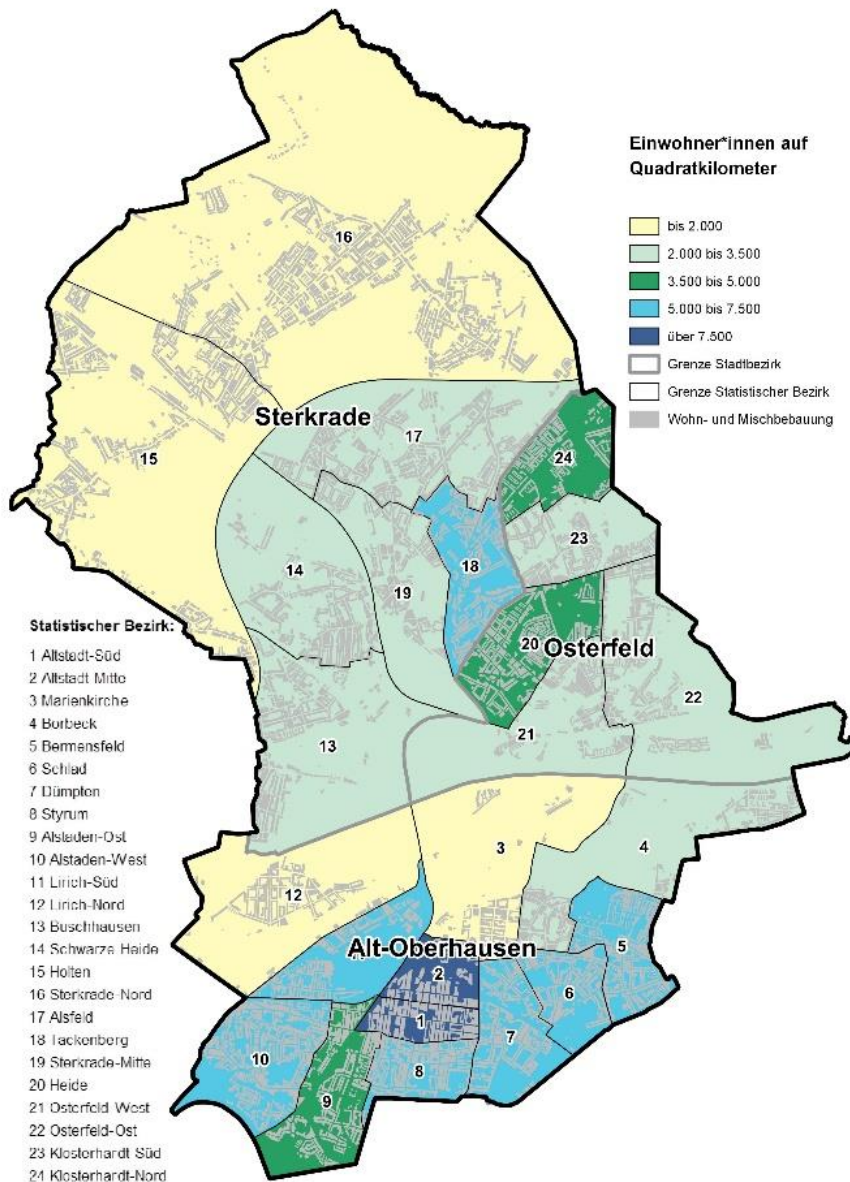 Einwohner*innen auf
Quadratkilometer
bis 2.000
2.000 bis 3.500
3.500 bis 5.000
5.000 bis 7.500
über 7.500
Grenze Stadtbezirk
Grenze Statistischer Bezirk
Wohn- und Mischbebauung
16
Sterkrade
17
15
24
23
18
14
19
20
Osterfeld
22
21
13
3
4
12
Alt-Oberhausen
2
5
6
1
7
10
8
9
Statistischer Bezirk:
1 Altstadt-Süd
2 Altstadt-Mitte
3 Marienkirche
4 Borbeck
5 Bermensfeld
6 Schlad
7 Dümpten
8 Styrum
9 Alstaden-Ost
10 Alstaden-West
11 Lirich-Süd
12 Lirich-Nord
13 Buschhausen
14 Schwarze Heide
15 Holten
16 Sterkrade-Nord
17 Alsfeld
18 Tackenberg
19 Sterkrade-Mitte
20 Heide
21 Osterfeld-West
22 Osterfeld-Ost
23 Klosterhardt-Süd
24 Klosterhardt-Nord